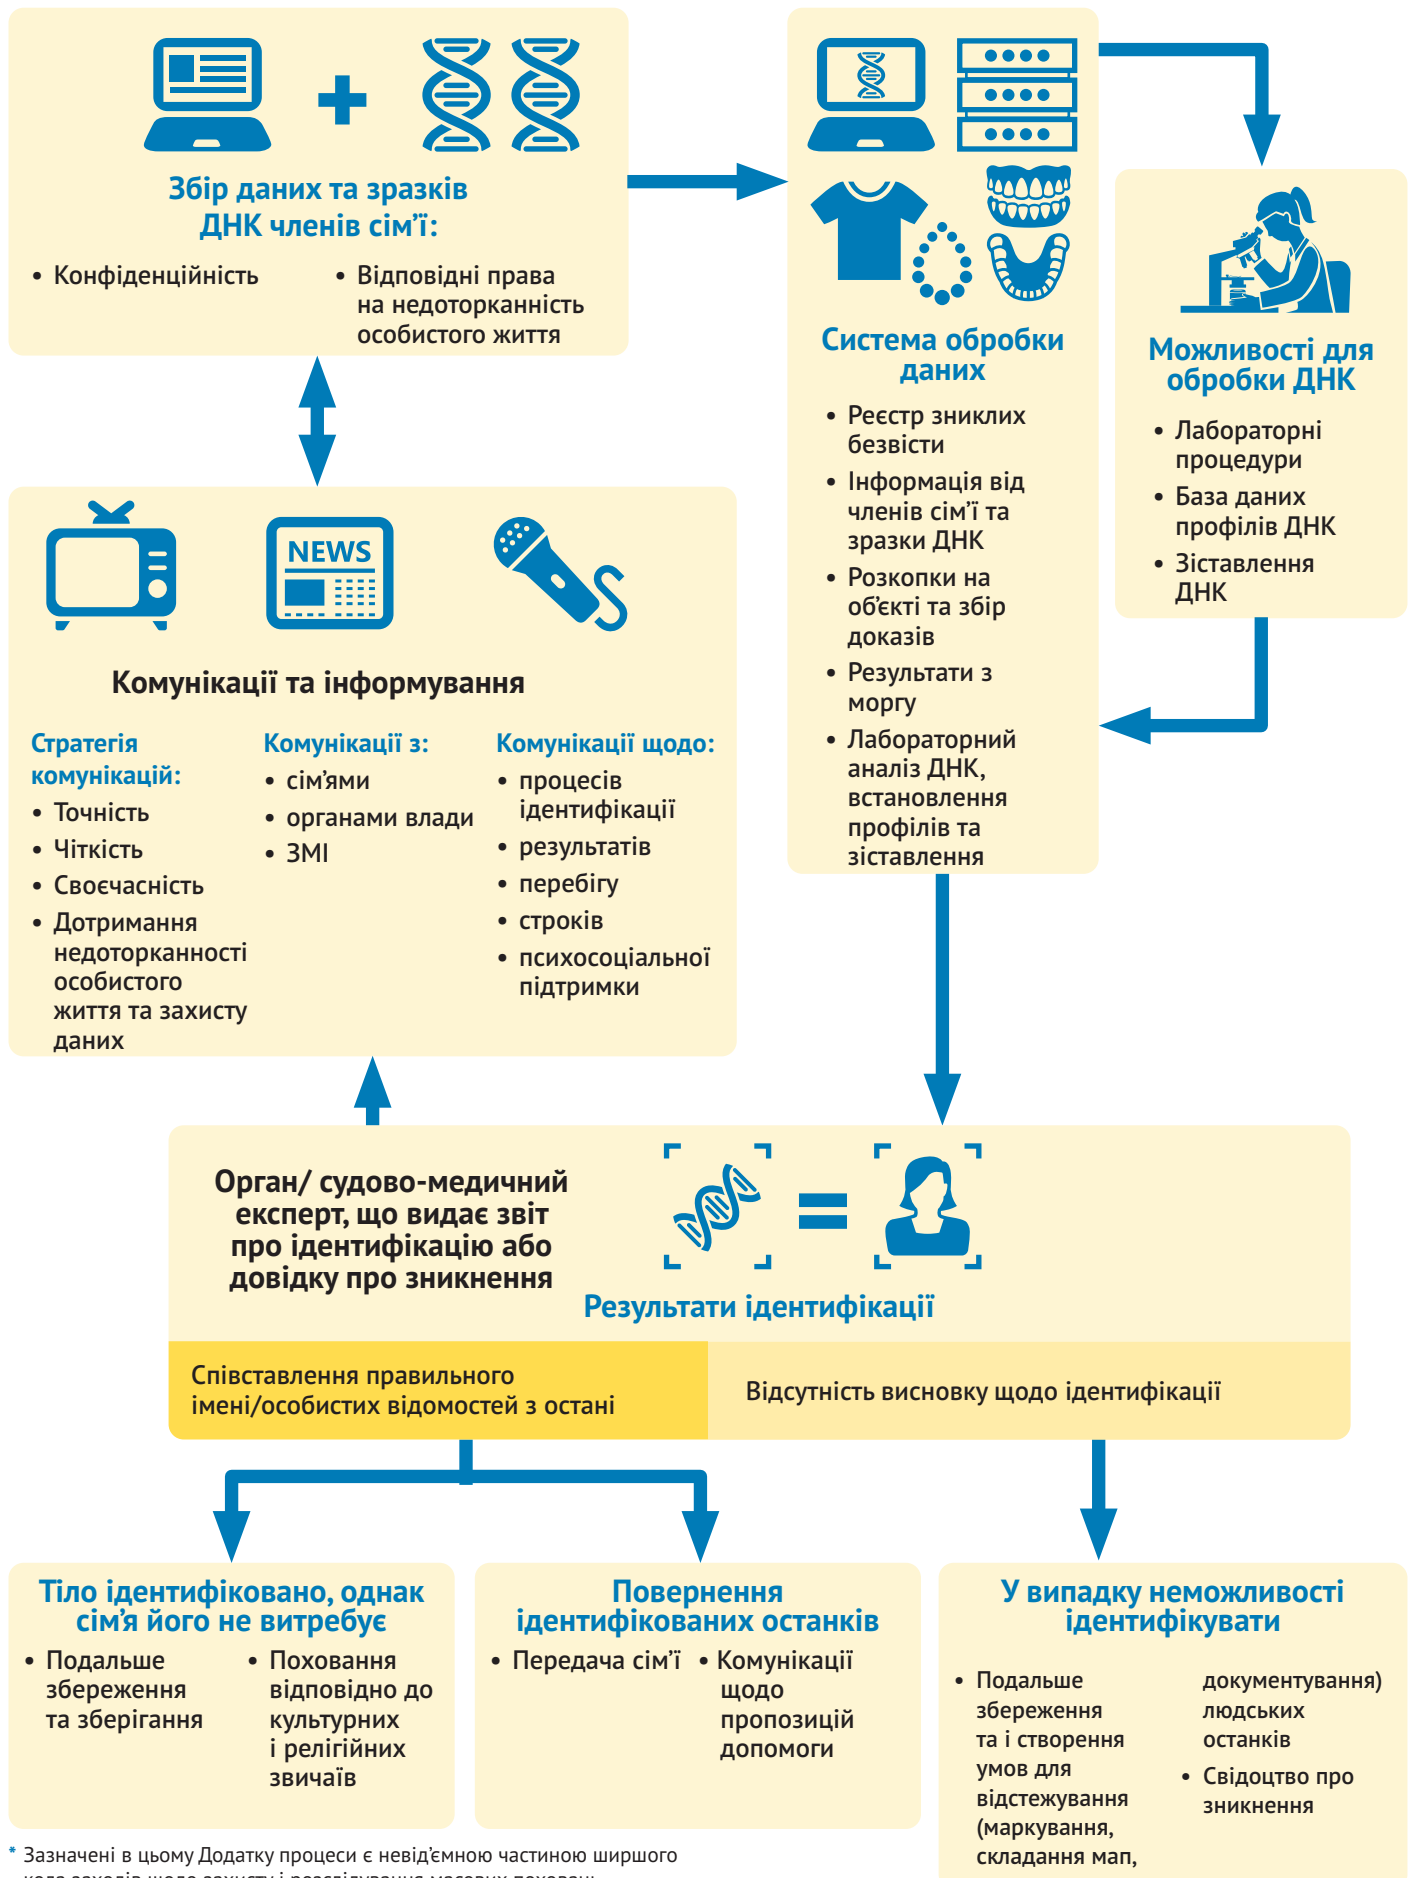 Збір даних та зразків
ДНК членів сім’ї:
• Конфіденційність
• Відповідні права
на недоторканність
особистого життя
Система обробки
даних
• Реєстр зниклих
безвісти
• Інформація від
членів сім’ї та
зразки ДНК
• Розкопки на
об’єкті та збір
доказів
• Результати з
моргу
• Лабораторний
аналіз ДНК,
встановлення
профілів та
зіставлення
Можливості для
обробки ДНК
• Лабораторні
процедури
• База даних
профілів ДНК
• Зіставлення
ДНК
NEWS
Комунікації та інформування
Стратегія
комунікацій:
• Точність
• Чіткість
• Своєчасність
• Дотримання
недоторканності
особистого
життя та захисту
даних
Комунікації з:
• сім’ями
• органами влади
• ЗМІ
Комунікації щодо:
• процесів
ідентифікації
• результатів
• перебігу
• строків
• психосоціальної
підтримки
Орган/ судово-медичний
експерт, що видає звіт
про ідентифікацію або
довідку про зникнення
Результати ідентифікації
Співставлення правильного
імені/особистих відомостей з остані
Відсутність висновку щодо ідентифікації
Тіло ідентифіковано, однак
сім’я його не витребує
• Подальше
збереження
та зберігання
• Поховання
відповідно до
культурних
і релігійних
звичаїв
Повернення
ідентифікованих останків
• Передача сім’ї
• Комунікації
щодо
пропозицій
допомоги
У випадку неможливості
ідентифікувати
• Подальше
збереження
та і створення
умов для
відстежування
(маркування,
складання мап,
документування)
людських
останків
• Свідоцтво про
зникнення
* Зазначені в цьому Додатку процеси є невід’ємною частиною ширшого
кола заходів щодо захисту і розслідування масових поховань